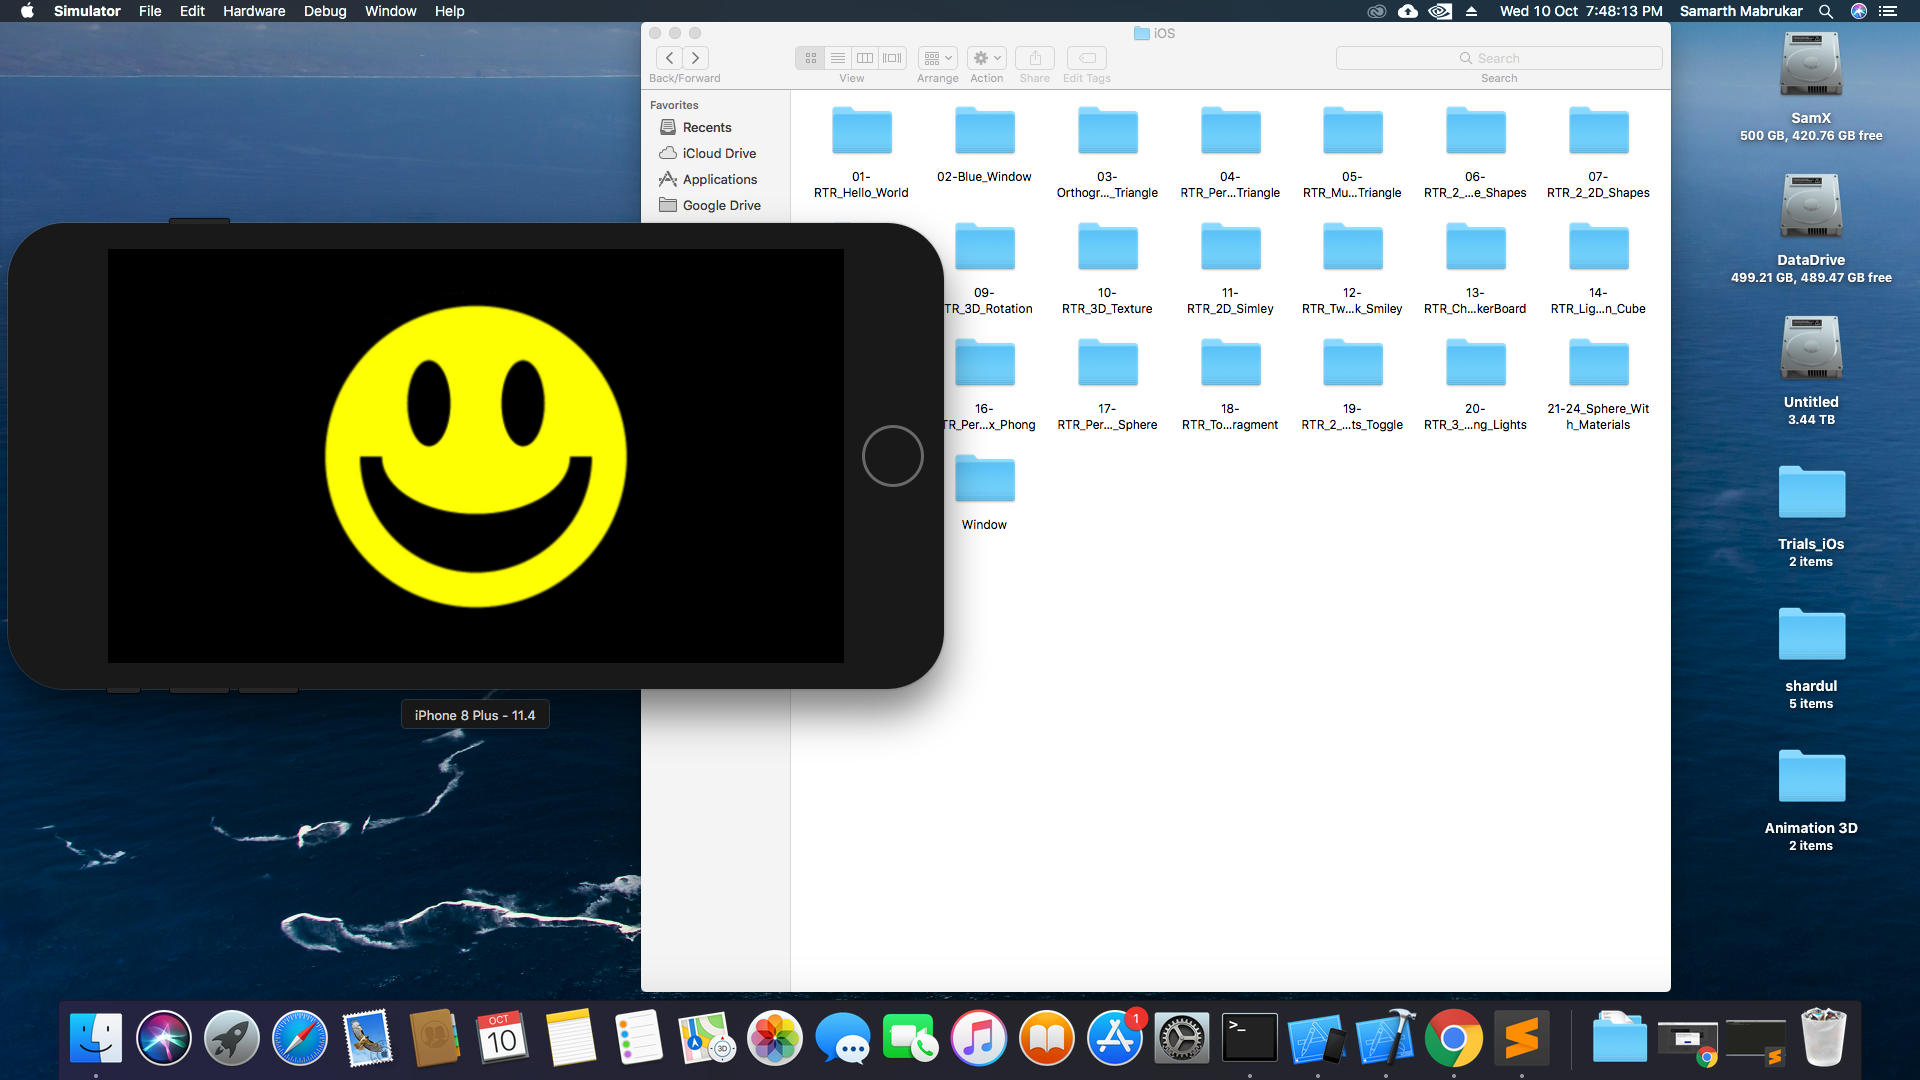 Simulator File Edit Hardware Debug Window Help
Wed 10 Oct 7:48:13 PM Samarth Mabrukar
iOS
Search
Back/Forward View Arrange Action Share Edit Tags Search
Favorites
Recents
iCloud Drive
Applications
Google Drive
01-
RTR_Hello_World
02-Blue_Window
03-
Orthogr..._Triangle
04-
RTR_Per...Triangle
05-
RTR_Mu...Triangle
06-
RTR_2_...e_Shapes
07-
RTR_2_2D_Shapes
09-
TR_3D_Rotation
10-
RTR_3D_Texture
11-
RTR_2D_Simley
12-
RTR_Tw...k_Smiley
13-
RTR_Ch...kerBoard
14-
RTR_Lig...n_Cube
16-
R_Per...x_Phong
17-
RTR_Per..._Sphere
18-
RTR_To...ragment
19-
RTR_2_...ts_Toggle
20-
RTR_3_...ng_Lights
21-24_Sphere_Wit
h_Materials
Window
iPhone 8 Plus - 11.4
SamX
500 GB, 420.76 GB free
DataDrive
499.21 GB, 489.47 GB free
Untitled
3.44 TB
Trials_iOs
2 items
shardul
5 items
Animation 3D
2 items
OCT
10
3D
1
>_